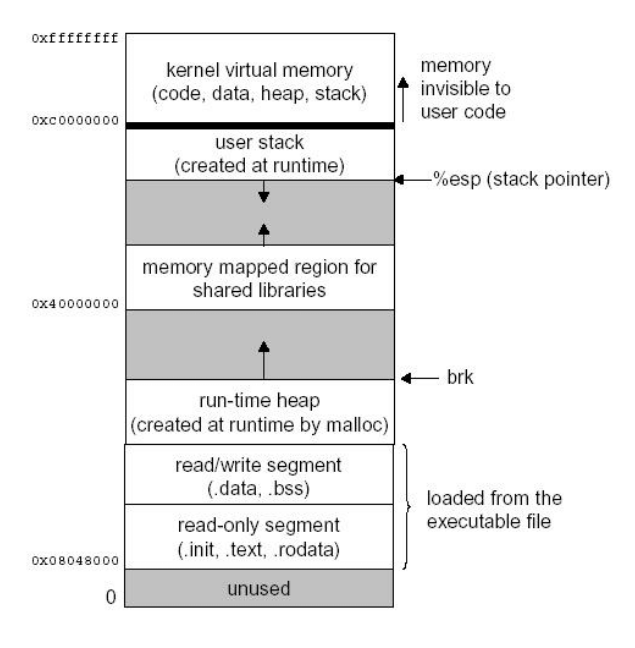 0xffffffff
kernel virtual memory
(code, data, heap, stack)
memory
invisible to
user code
0xc0000000
user stack
(created at runtime)
%esp (stack pointer)
memory mapped region for
shared libraries
0x40000000
brk
run-time heap
(created at runtime by malloc)
read/write segment
(.data, .bss)
loaded from the
executable file
read-only segment
(.init, .text, .rodata)
0x08048000
unused
0